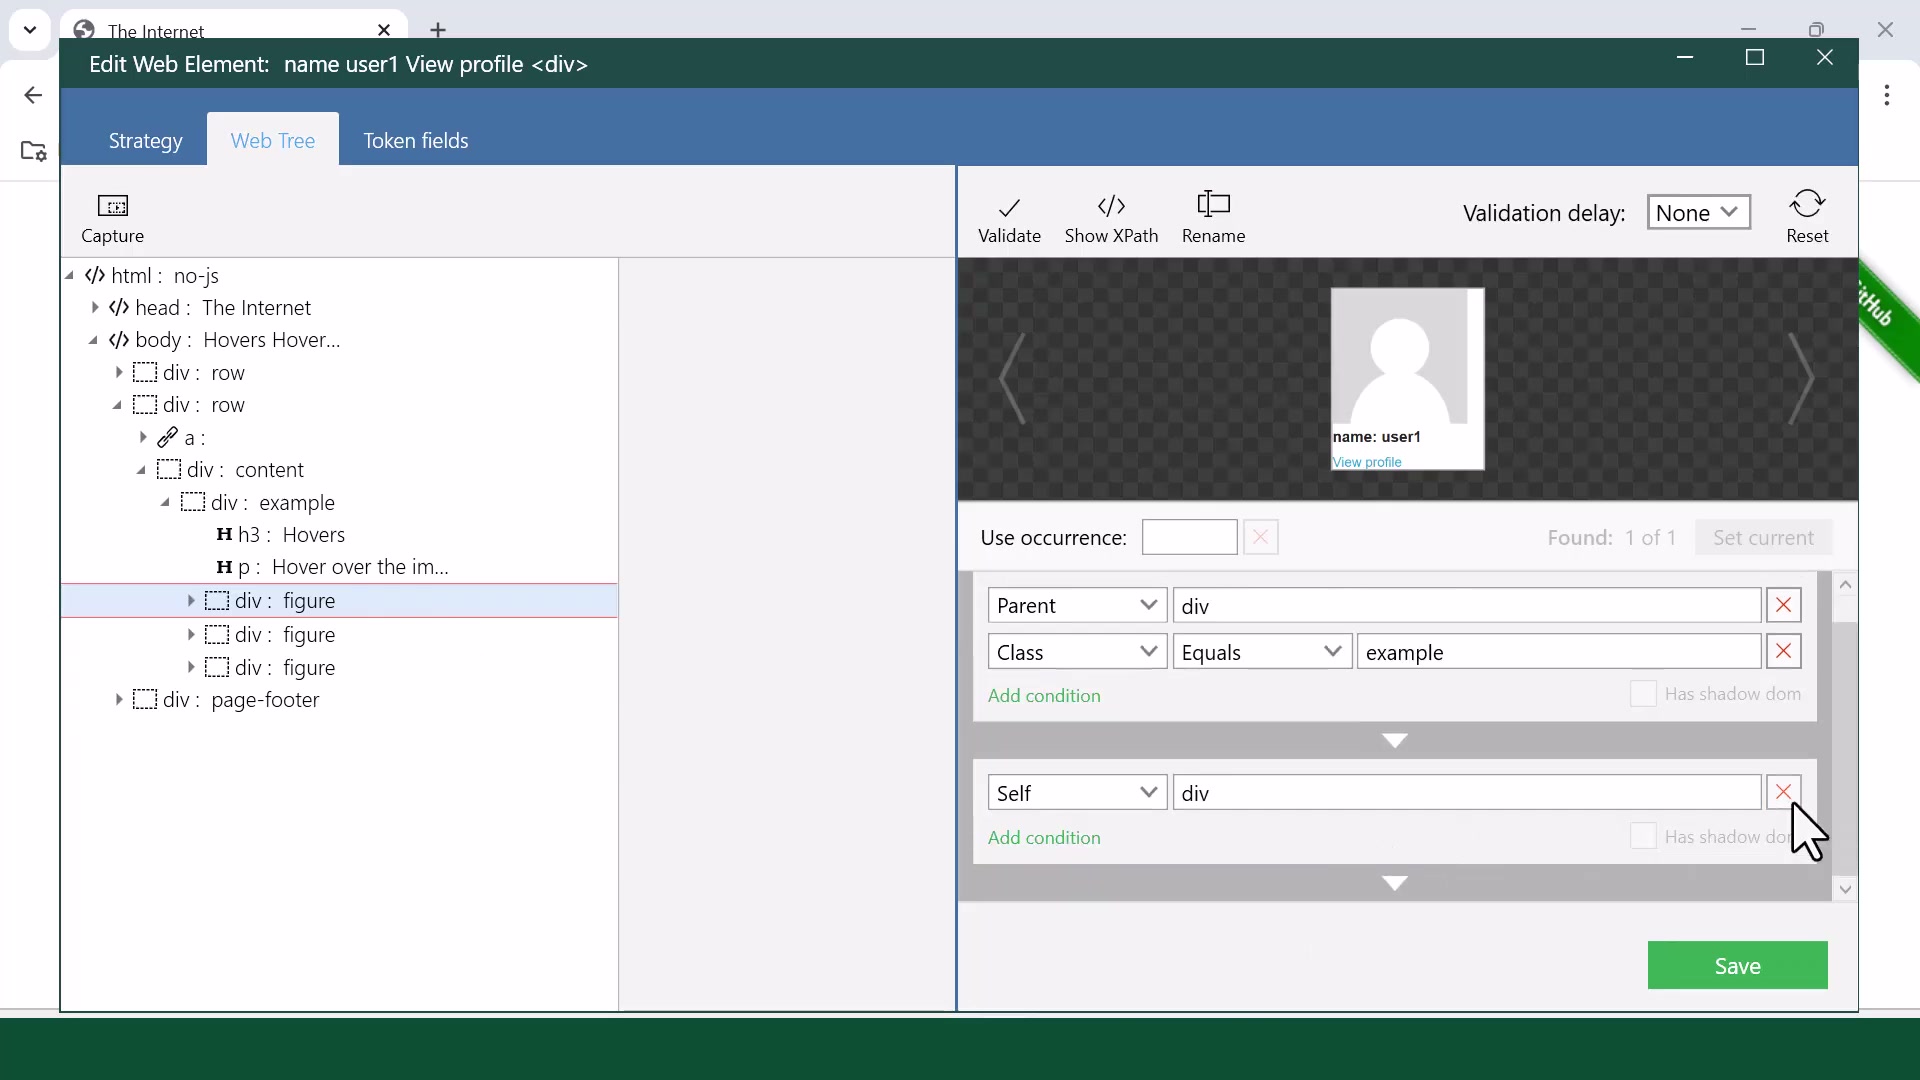 The Internet
Edit Web Element: name user1 View profile <div>
Strategy
Web Tree
Token fields
Capture
Validate
Show XPath
Rename
Validation delay:
None
Reset
html : no-js
head : The Internet
body : Hovers Hover...
div : row
div : row
a :
div : content
div : example
H h3 : Hovers
H p : Hover over the im...
div : figure
div : figure
div : figure
div : page-footer
name: user1
View profile
Use occurrence:
Found: 1 of 1
Set current
Parent
div
Class
Equals
example
Add condition
Has shadow dom
Self
div
Add condition
Has shadow
Save